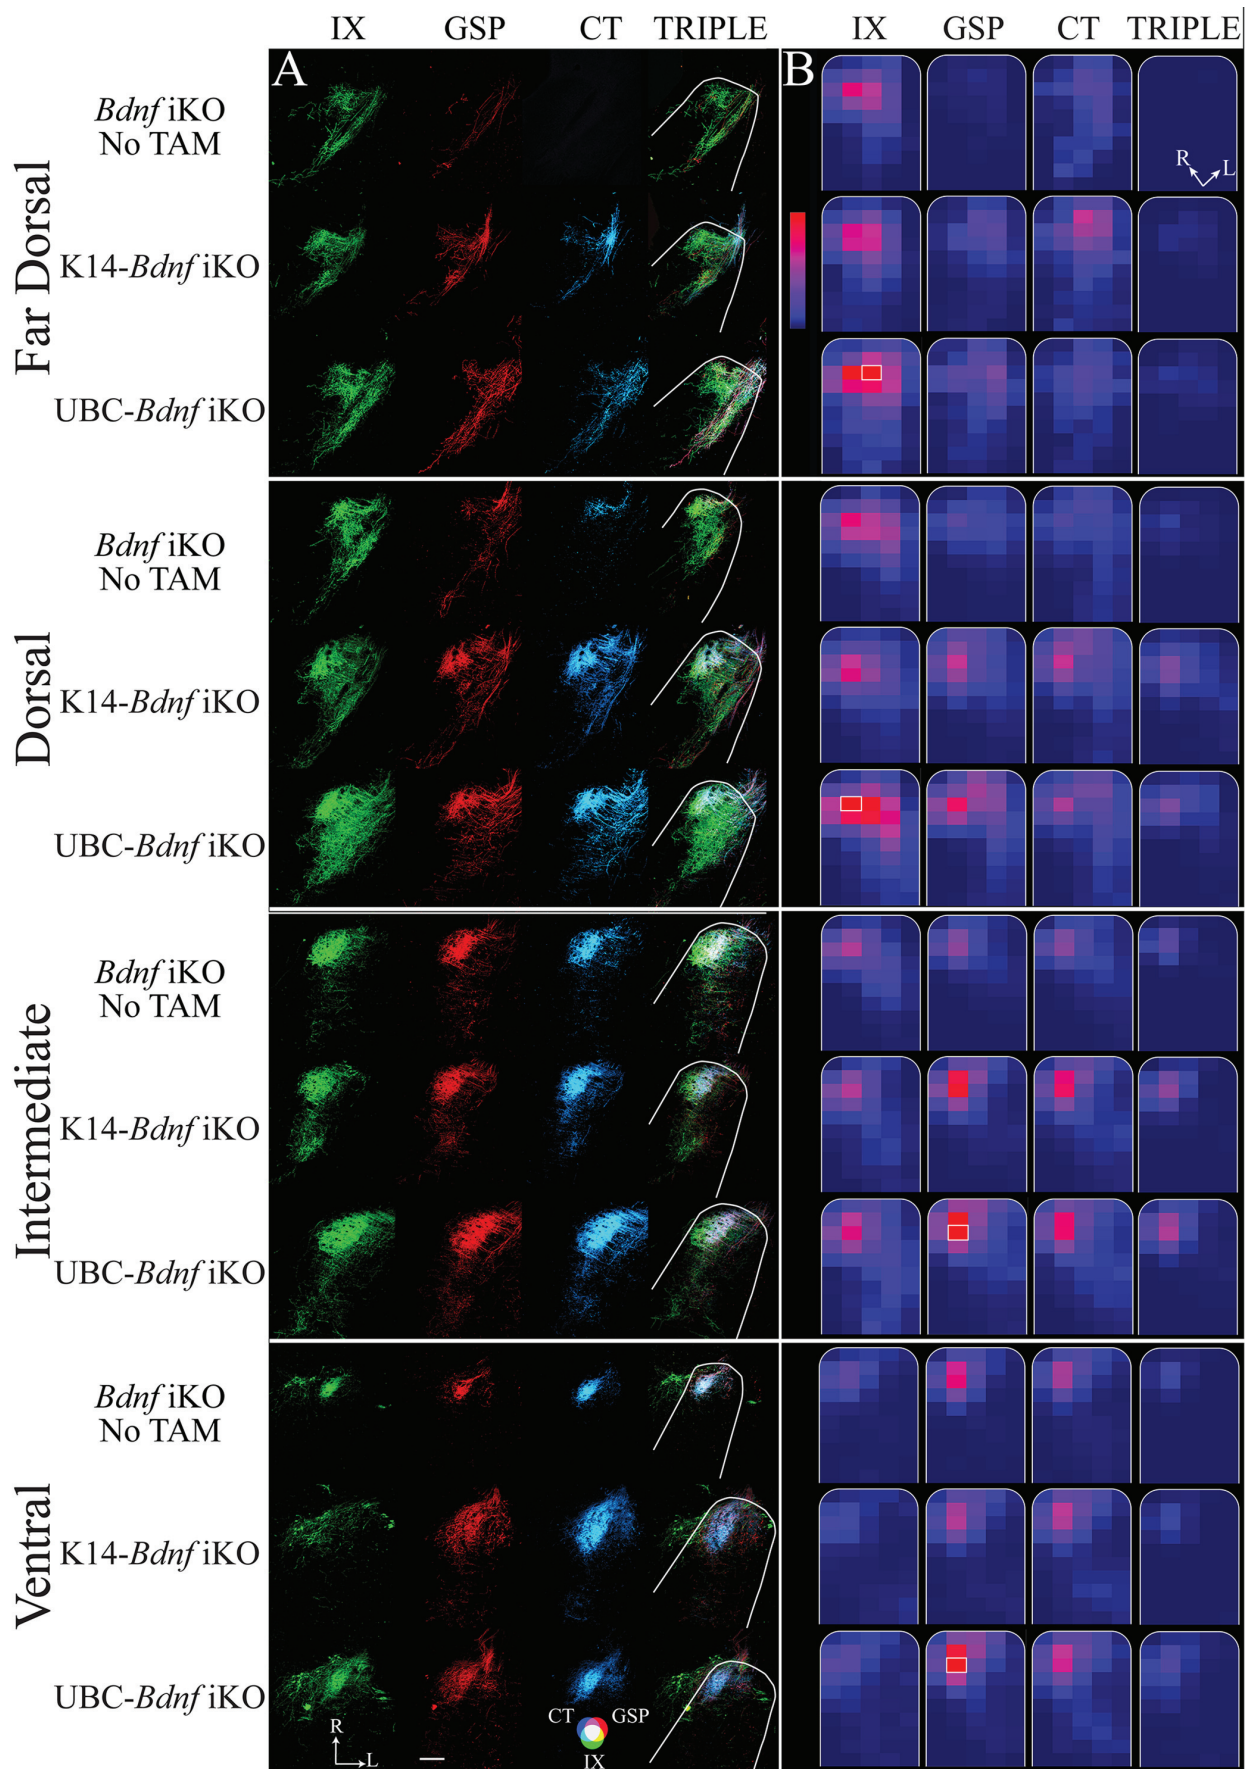 IX GSP CT TRIPLE IX GSP CT TRIPLE
A B
Far Dorsal
Bdnf iKO
No TAM
R L
K14-Bdnf iKO
UBC-Bdnf iKO
Dorsal
Bdnf iKO
No TAM
K14-Bdnf iKO
UBC-Bdnf iKO
Intermediate
Bdnf iKO
No TAM
K14-Bdnf iKO
UBC-Bdnf iKO
Ventral
Bdnf iKO
No TAM
K14-Bdnf iKO
UBC-Bdnf iKO
R
L
CT GSP
IX